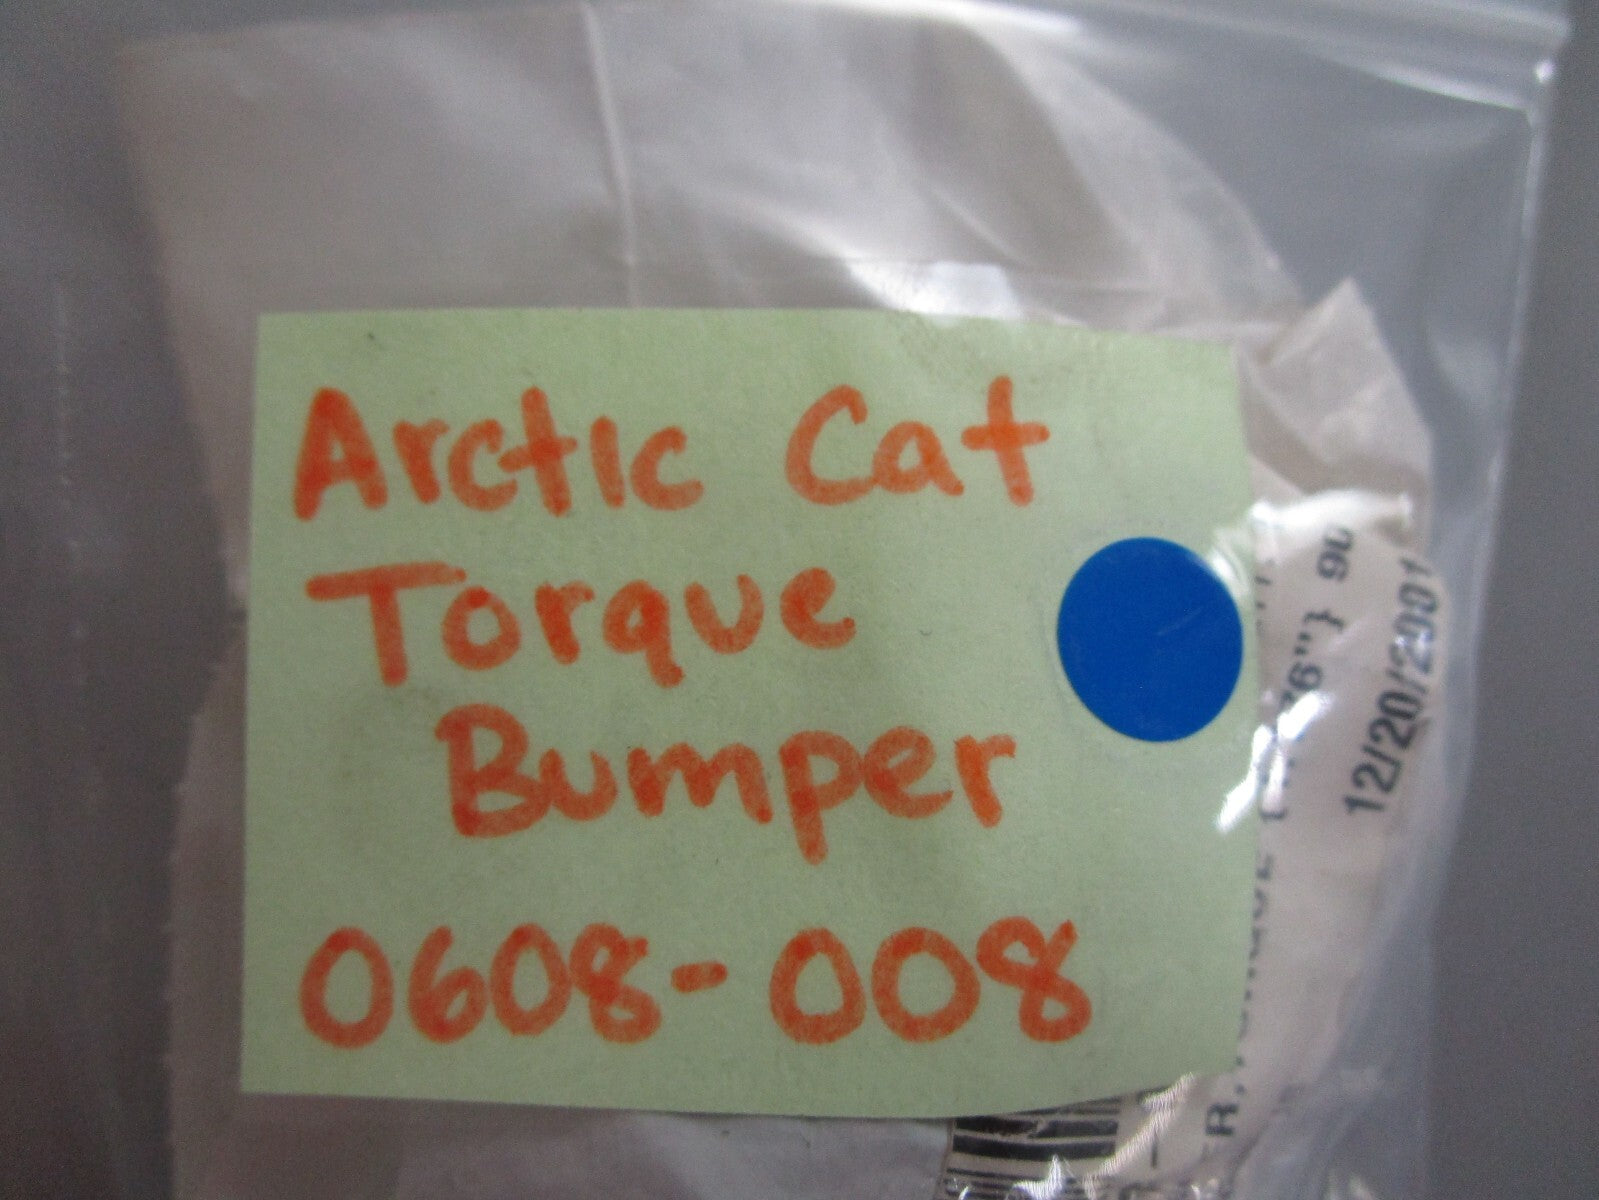 Arctic Cat
Torque
Bumper
0608-008
12/20/2001